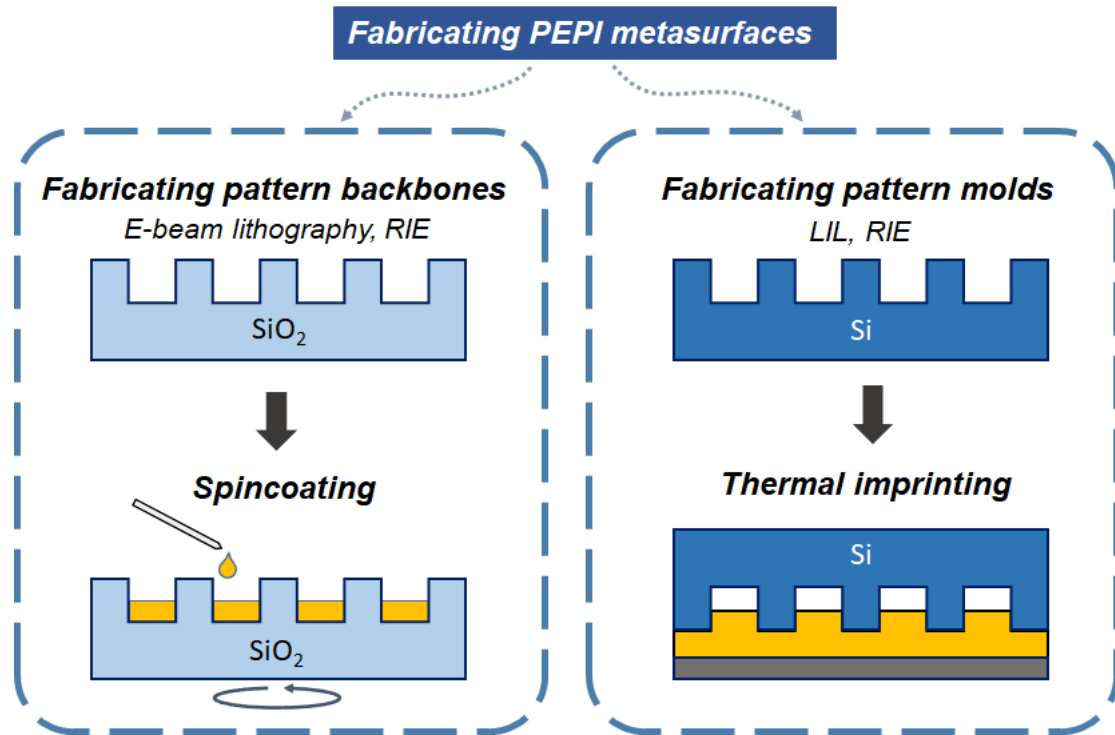 Fabricating PEPI metasurfaces
Fabricating pattern backbones
E-beam lithography, RIE
SiO₂
Spincoating
SiO₂
Fabricating pattern molds
LIL, RIE
Si
Thermal imprinting
Si